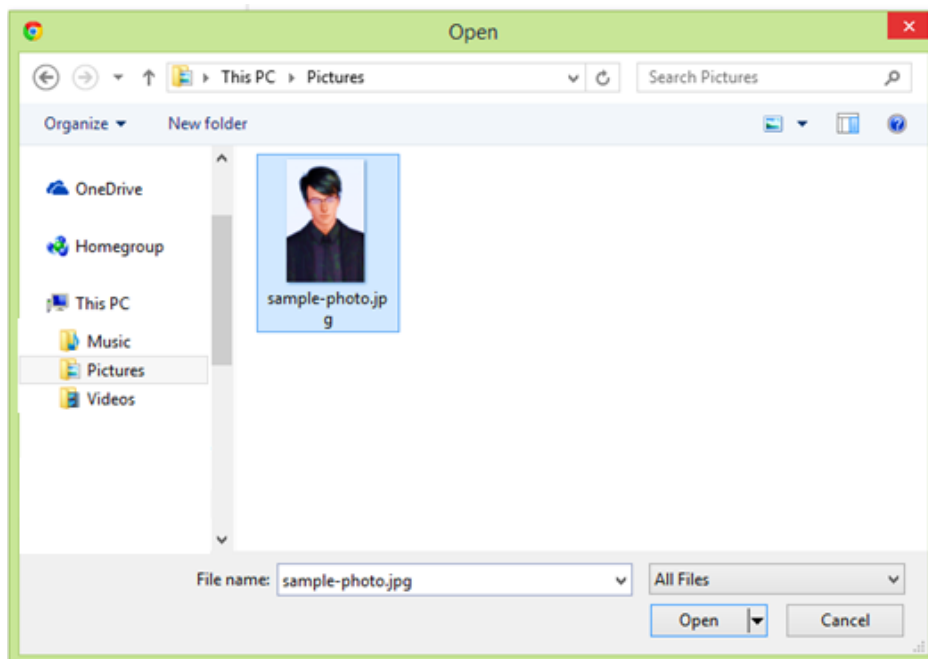 Open
This PC Pictures
Search Pictures
Organize
New folder
OneDrive
Homegroup
This PC
Music
Pictures
Videos
sample-photo.jp
g
File name:
sample-photo.jpg
All Files
Open
Cancel